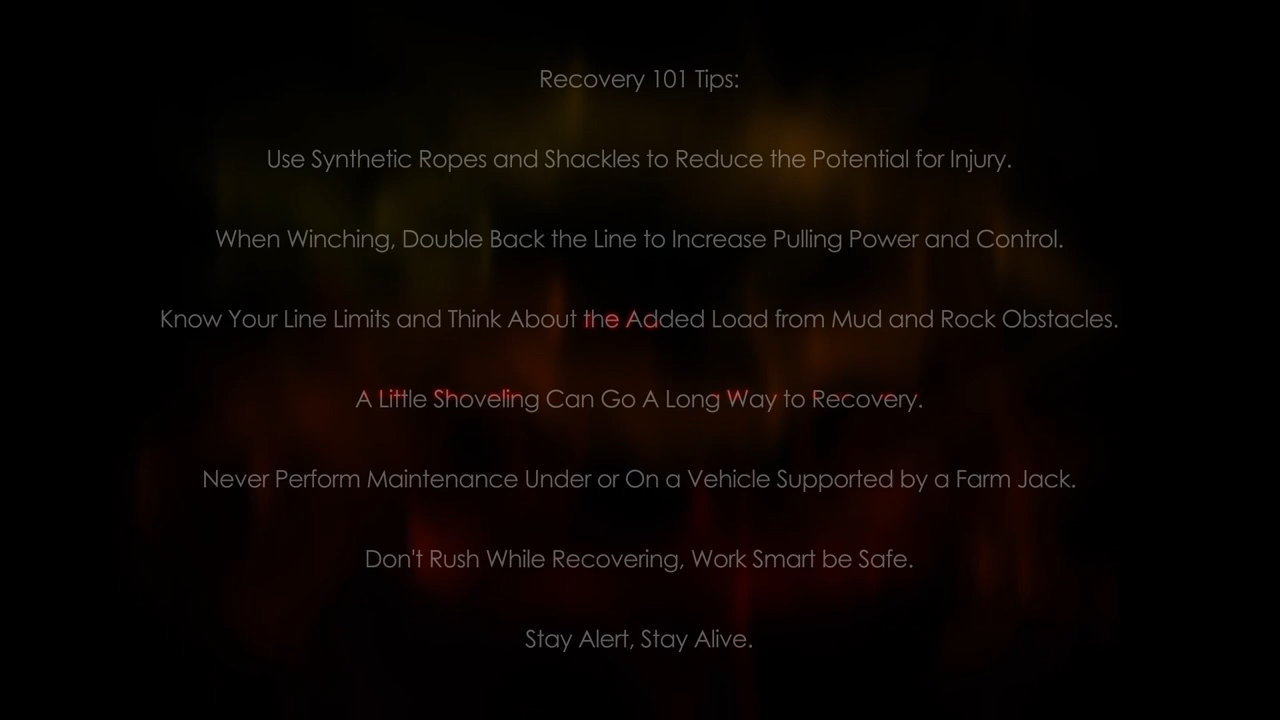 Recovery 101 Tips:
Use Synthetic Ropes and Shackles to Reduce the Potential for Injury.
When Winching, Double Back the Line to Increase Pulling Power and Control.
Know Your Line Limits and Think About the Added Load from Mud and Rock Obstacles.
A Little Shoveling Can Go A Long Way to Recovery.
Never Perform Maintenance Under or On a Vehicle Supported by a Farm Jack.
Don't Rush While Recovering, Work Smart be Safe.
Stay Alert, Stay Alive.